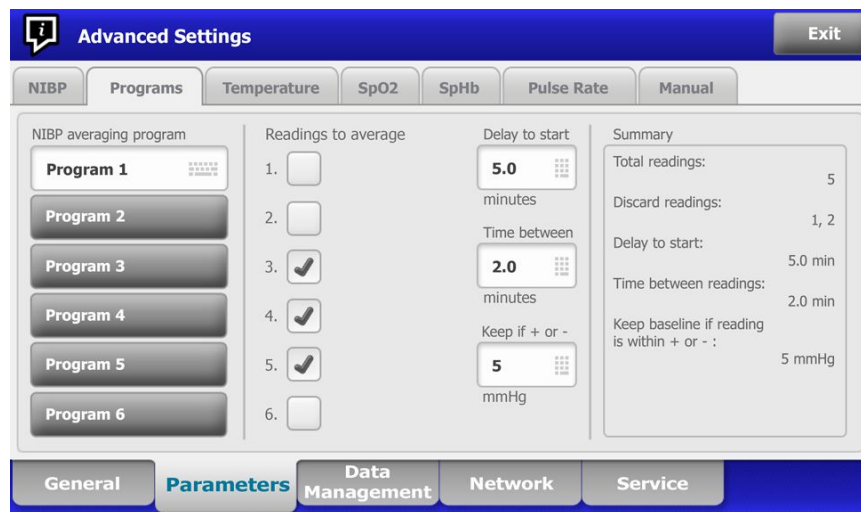 i
Advanced Settings
Exit
NIBP
Programs
Temperature
SpO2
SpHb
Pulse Rate
Manual
NIBP averaging program
Program 1
Program 2
Program 3
Program 4
Program 5
Program 6
Readings to average
1.
2.
3.
4.
5.
6.
Delay to start
5.0
minutes
Time between
2.0
minutes
Keep if + or -
5
mmHg
Summary
Total readings:
5
Discard readings:
1, 2
Delay to start:
5.0 min
Time between readings:
2.0 min
Keep baseline if reading
is within + or - :
5 mmHg
General
Parameters
Data
Management
Network
Service